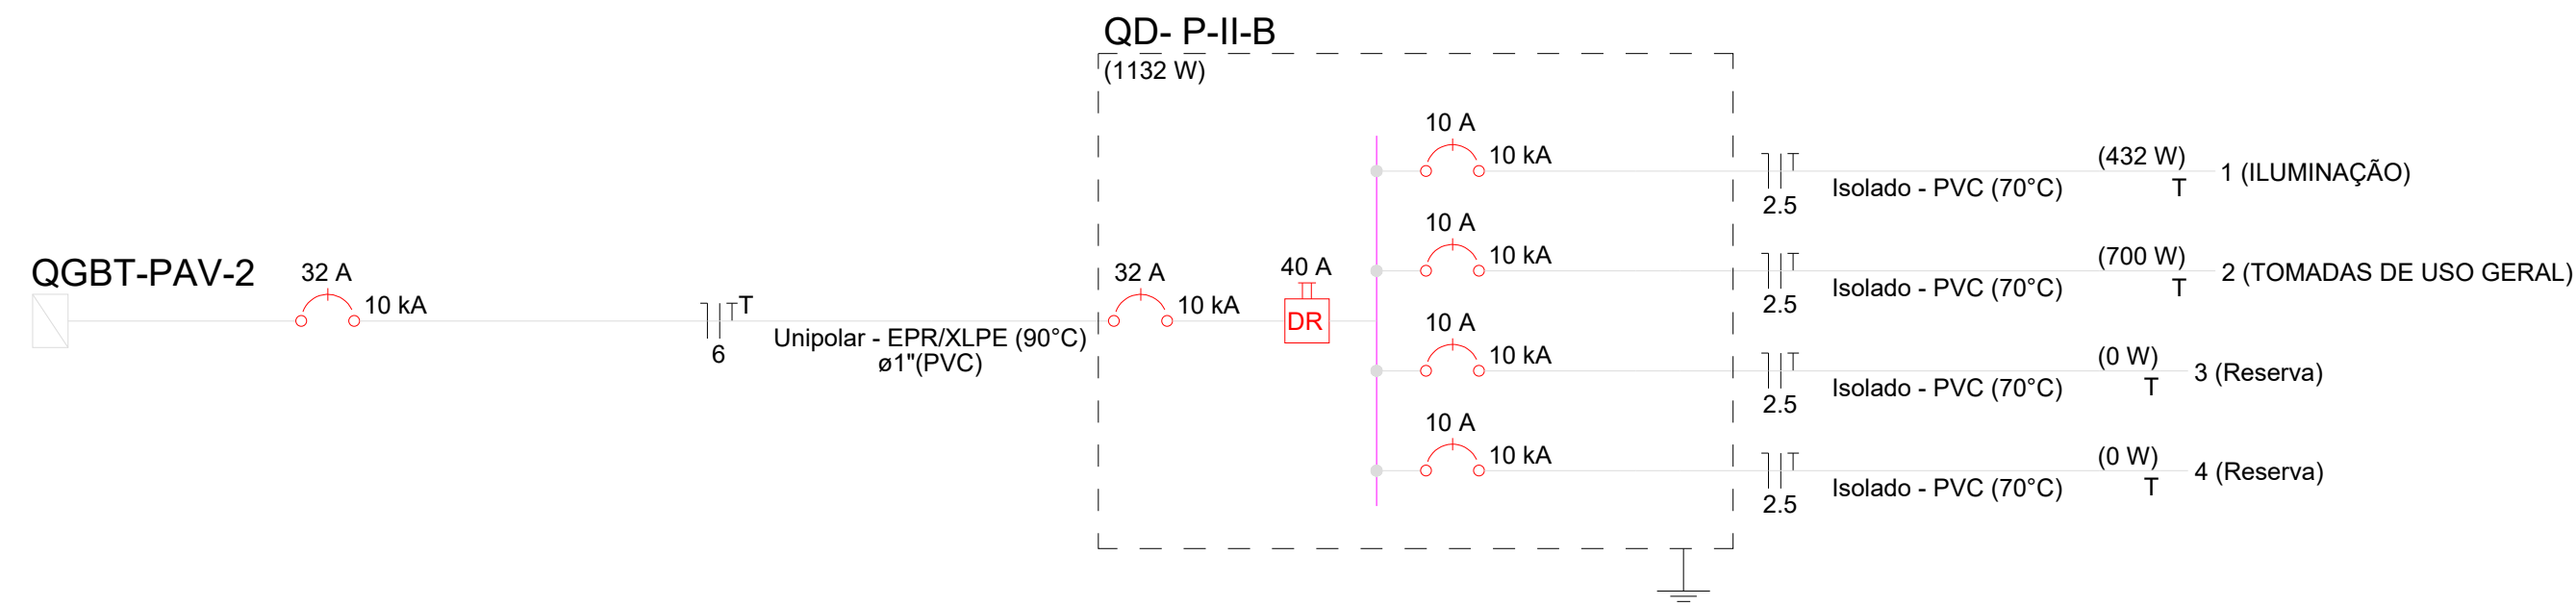 QD- P-II-B
(1132 W)
QGBT-PAV-2
32 A
10 kA
T
6
Unipolar - EPR/XLPE (90°C)
ø1"(PVC)
32 A
10 kA
40 A
DR
10 A
10 kA
2.5
Isolado - PVC (70°C)
(432 W)
T
1 (ILUMINAÇÃO)
10 A
10 kA
2.5
Isolado - PVC (70°C)
(700 W)
T
2 (TOMADAS DE USO GERAL)
10 A
10 kA
2.5
Isolado - PVC (70°C)
(0 W)
T
3 (Reserva)
10 A
10 kA
2.5
Isolado - PVC (70°C)
(0 W)
T
4 (Reserva)